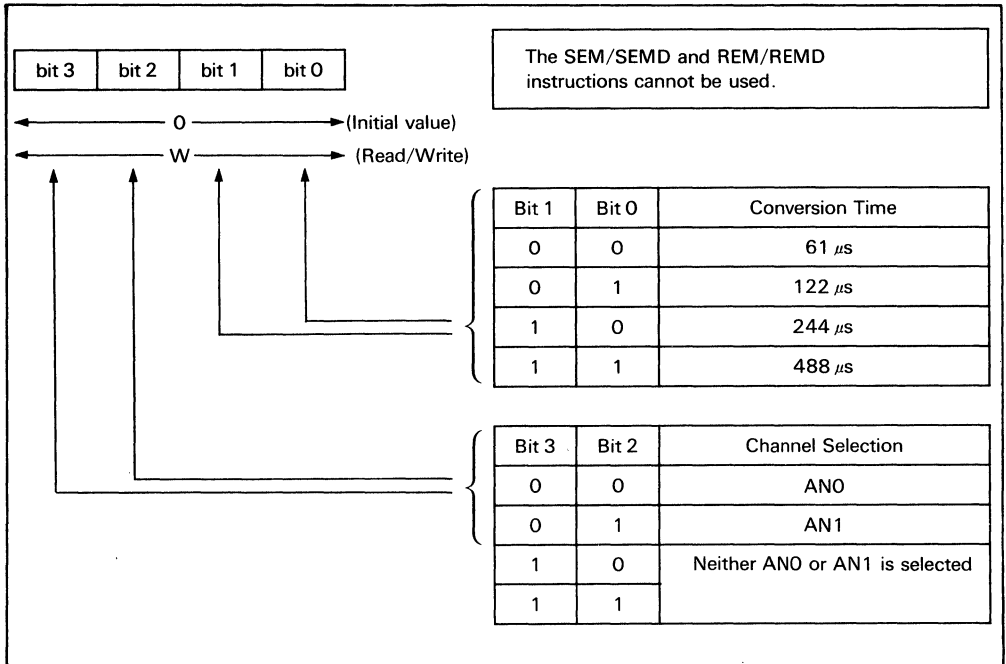 bit 3 bit 2 bit 1 bit 0
The SEM/SEMD and REM/REMD
instructions cannot be used.
0 (Initial value)
W (Read/Write)
Bit 1 Bit 0 Conversion Time
0 0 61 μs
0 1 122 μs
1 0 244 μs
1 1 488 μs
Bit 3 Bit 2 Channel Selection
0 0 AN0
0 1 AN1
1 0 Neither AN0 or AN1 is selected
1 1